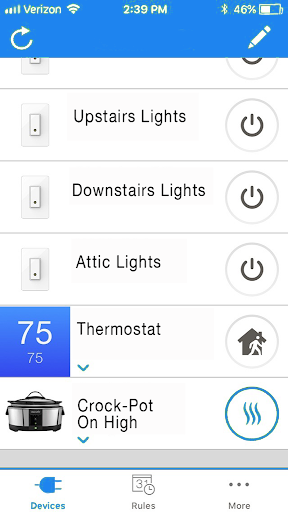 Verizon 2:39 PM 46%
Upstairs Lights
Downstairs Lights
Attic Lights
75
75
Thermostat
Crock-Pot
On High
31
Devices Rules More